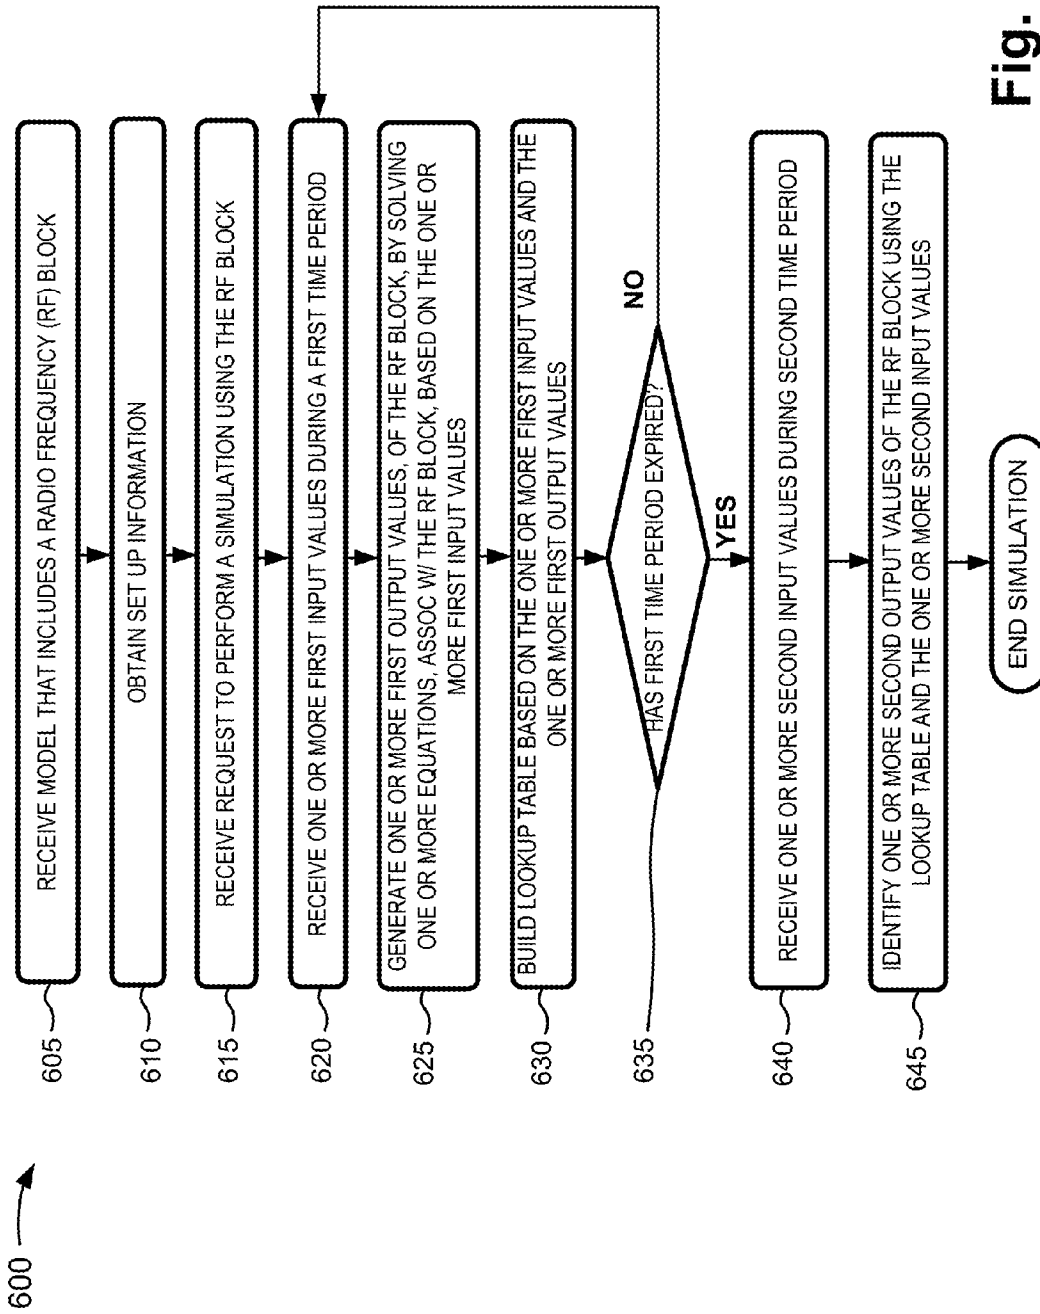 600
605
RECEIVE MODEL THAT INCLUDES A RADIO FREQUENCY (RF) BLOCK
610
OBTAIN SET UP INFORMATION
615
RECEIVE REQUEST TO PERFORM A SIMULATION USING THE RF BLOCK
620
RECEIVE ONE OR MORE FIRST INPUT VALUES DURING A FIRST TIME PERIOD
625
GENERATE ONE OR MORE FIRST OUTPUT VALUES, OF THE RF BLOCK, BY SOLVING
ONE OR MORE EQUATIONS, ASSOC W/ THE RF BLOCK, BASED ON THE ONE OR
MORE FIRST INPUT VALUES
630
BUILD LOOKUP TABLE BASED ON THE ONE OR MORE FIRST INPUT VALUES AND THE
ONE OR MORE FIRST OUTPUT VALUES
635
HAS FIRST TIME PERIOD EXPIRED?
NO
YES
640
RECEIVE ONE OR MORE SECOND INPUT VALUES DURING SECOND TIME PERIOD
645
IDENTIFY ONE OR MORE SECOND OUTPUT VALUES OF THE RF BLOCK USING THE
LOOKUP TABLE AND THE ONE OR MORE SECOND INPUT VALUES
END SIMULATION
Fig.